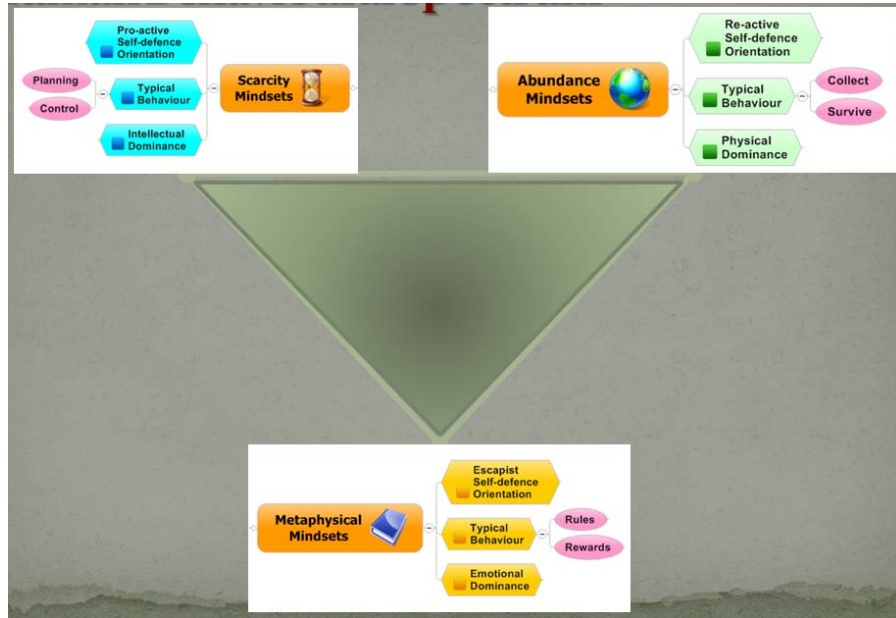 Pro-active
Self-defence
Orientation
Planning
Control
Typical
Behaviour
Intellectual
Dominance
Scarcity
Mindsets
Abundance
Mindsets
Re-active
Self-defence
Orientation
Typical
Behaviour
Collect
Survive
Physical
Dominance
Metaphysical
Mindsets
Escapist
Self-defence
Orientation
Typical
Behaviour
Rules
Rewards
Emotional
Dominance